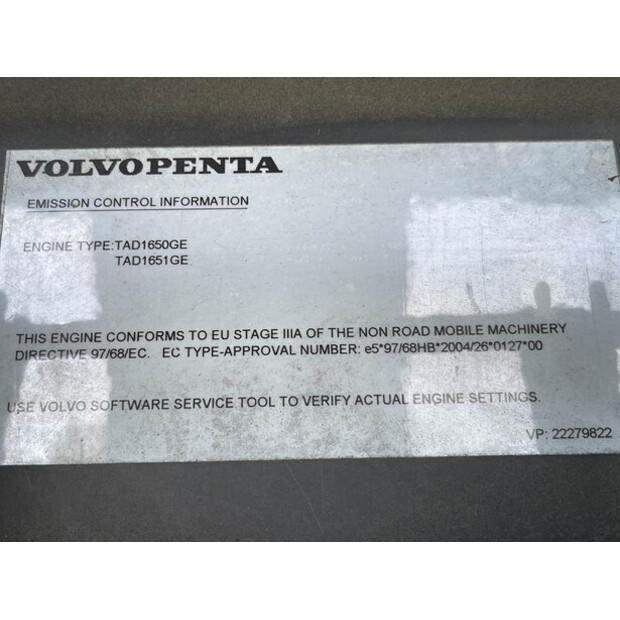 VOLVO PENTA
EMISSION CONTROL INFORMATION
ENGINE TYPE:TAD1650GE
TAD1651GE
THIS ENGINE CONFORMS TO EU STAGE IIIA OF THE NON ROAD MOBILE MACHINERY
DIRECTIVE 97/68/EC. EC TYPE-APPROVAL NUMBER: e5*97/68HB*2004/26*0127*00
USE VOLVO SOFTWARE SERVICE TOOL TO VERIFY ACTUAL ENGINE SETTINGS.
VP: 22279822